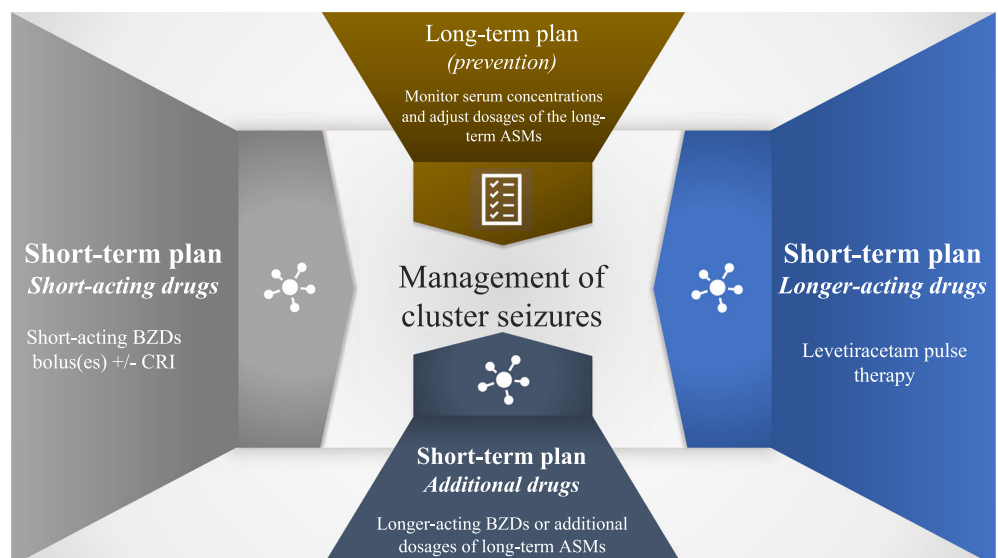 Long-term plan
(prevention)
Monitor serum concentrations
and adjust dosages of the long-
term ASMs
Short-term plan
Short-acting drugs
Short-acting BZDs
bolus(es) +/- CRI
Management of
cluster seizures
Short-term plan
Longer-acting drugs
Levetiracetam pulse
therapy
Short-term plan
Additional drugs
Longer-acting BZDs or additional
dosages of long-term ASMs